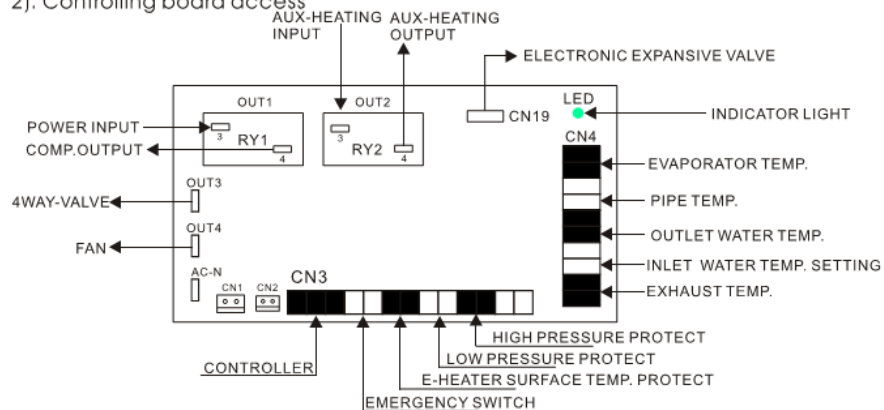 2). Controlling board access
AUX-HEATING INPUT
AUX-HEATING OUTPUT
ELECTRONIC EXPANSIVE VALVE
OUT1
OUT2
CN19
LED
INDICATOR LIGHT
POWER INPUT
3
RY1
4
3
RY2
4
CN4
COMP.OUTPUT
EVAPORATOR TEMP.
OUT3
4WAY-VALVE
PIPE TEMP.
OUT4
FAN
OUTLET WATER TEMP.
INLET WATER TEMP. SETTING
AC-N
CN1
CN2
CN3
EXHAUST TEMP.
HIGH PRESSURE PROTECT
LOW PRESSURE PROTECT
CONTROLLER
E-HEATER SURFACE TEMP. PROTECT
EMERGENCY SWITCH